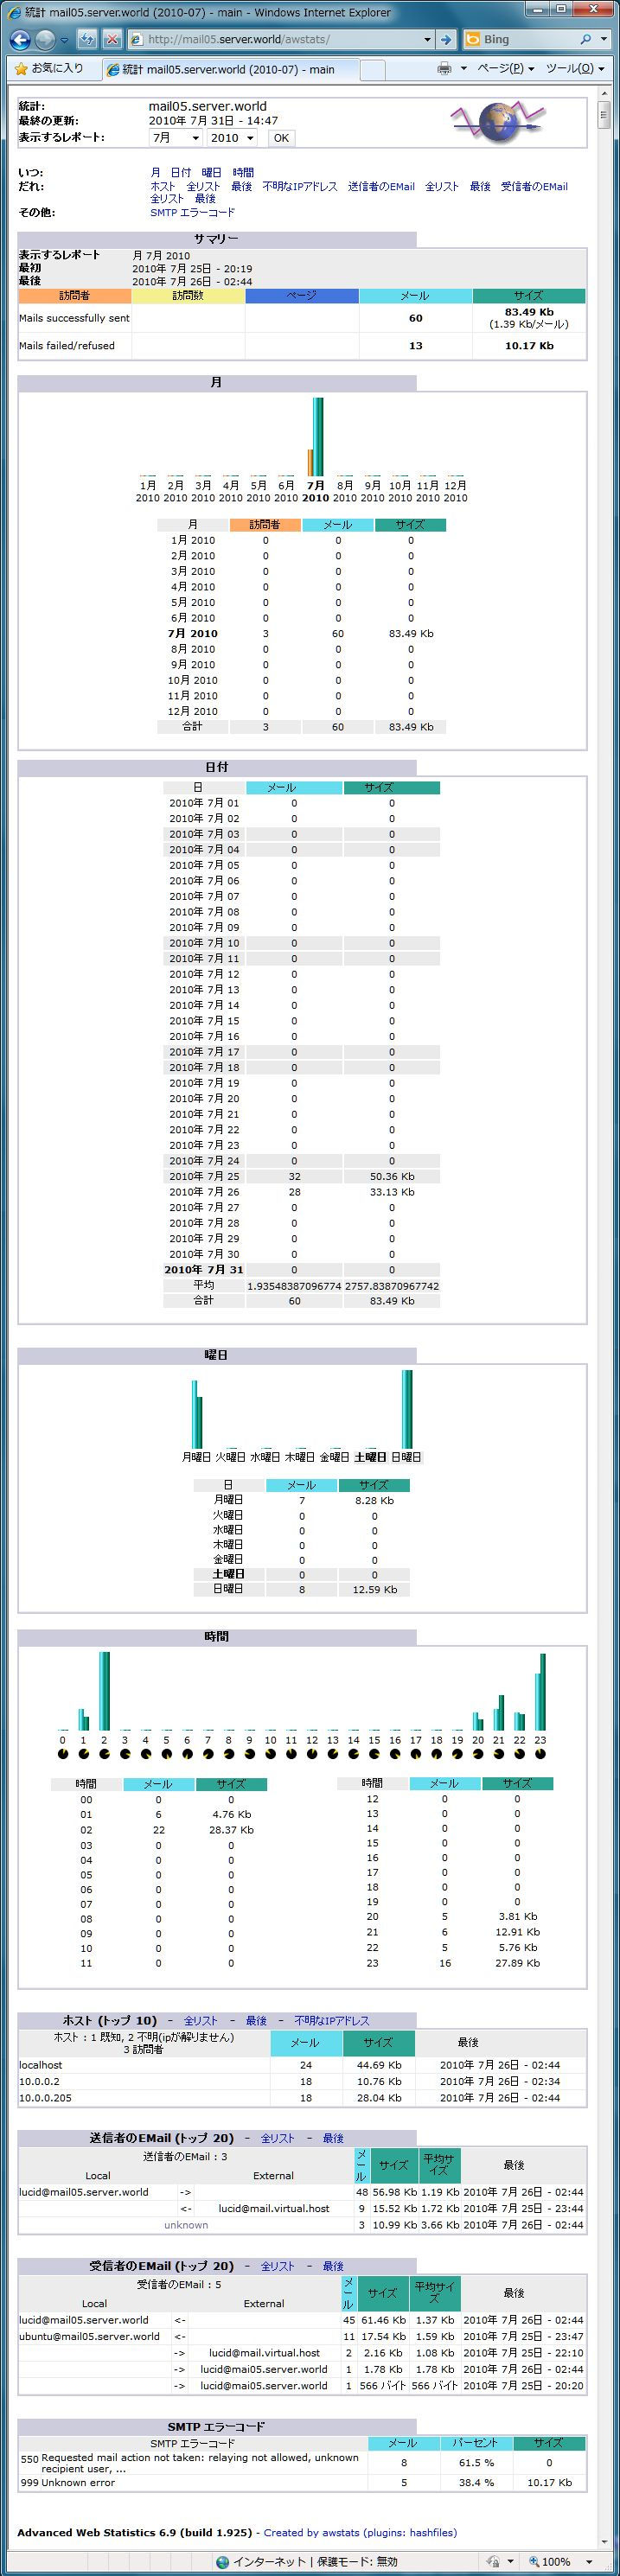 統計 mail05.server.world (2010-07) - main - Windows Internet Explorer
http://mail05.server.world/awstats/ Bing
お気に入り 統計 mail05.server.world (2010-07) - main ページ(P) ツール(O)
統計: mail05.server.world
最終の更新: 2010年 7月 31日 - 14:47
表示するレポート: 7月 2010 OK
いつ: 月 日付 曜日 時間
だれ: ホスト 全リスト 最後 不明なIPアドレス 送信者のEMail 全リスト 最後 受信者のEMail
全リスト 最後
その他: SMTP エラーコード
サマリー
表示するレポート 月 7月 2010
最初 2010年 7月 25日 - 20:19
最後 2010年 7月 26日 - 02:44
訪問者 訪問数 ページ メール サイズ
Mails successfully sent 60 83.49 Kb
(1.39 Kb/メール)
Mails failed/refused 13 10.17 Kb
月
1月 2月 3月 4月 5月 6月 7月 8月 9月 10月 11月 12月
2010 2010 2010 2010 2010 2010 2010 2010 2010 2010 2010 2010
月 訪問者 メール サイズ
1月 2010 0 0 0
2月 2010 0 0 0
3月 2010 0 0 0
4月 2010 0 0 0
5月 2010 0 0 0
6月 2010 0 0 0
7月 2010 3 60 83.49 Kb
8月 2010 0 0 0
9月 2010 0 0 0
10月 2010 0 0 0
11月 2010 0 0 0
12月 2010 0 0 0
合計 3 60 83.49 Kb
日付
日 メール サイズ
2010年 7月 01 0 0
2010年 7月 02 0 0
2010年 7月 03 0 0
2010年 7月 04 0 0
2010年 7月 05 0 0
2010年 7月 06 0 0
2010年 7月 07 0 0
2010年 7月 08 0 0
2010年 7月 09 0 0
2010年 7月 10 0 0
2010年 7月 11 0 0
2010年 7月 12 0 0
2010年 7月 13 0 0
2010年 7月 14 0 0
2010年 7月 15 0 0
2010年 7月 16 0 0
2010年 7月 17 0 0
2010年 7月 18 0 0
2010年 7月 19 0 0
2010年 7月 20 0 0
2010年 7月 21 0 0
2010年 7月 22 0 0
2010年 7月 23 0 0
2010年 7月 24 0 0
2010年 7月 25 32 50.36 Kb
2010年 7月 26 28 33.13 Kb
2010年 7月 27 0 0
2010年 7月 28 0 0
2010年 7月 29 0 0
2010年 7月 30 0 0
2010年 7月 31 0 0
平均 1.93548387096774 2757.83870967742
合計 60 83.49 Kb
曜日
月曜日 火曜日 水曜日 木曜日 金曜日 土曜日 日曜日
日 メール サイズ
月曜日 7 8.28 Kb
火曜日 0 0
水曜日 0 0
木曜日 0 0
金曜日 0 0
土曜日 0 0
日曜日 8 12.59 Kb
時間
0 1 2 3 4 5 6 7 8 9 10 11 12 13 14 15 16 17 18 19 20 21 22 23
時間 メール サイズ
00 0 0
01 6 4.76 Kb
02 22 28.37 Kb
03 0 0
04 0 0
05 0 0
06 0 0
07 0 0
08 0 0
09 0 0
10 0 0
11 0 0
時間 メール サイズ
12 0 0
13 0 0
14 0 0
15 0 0
16 0 0
17 0 0
18 0 0
19 0 0
20 5 3.81 Kb
21 6 12.91 Kb
22 5 5.76 Kb
23 16 27.89 Kb
ホスト (トップ 10) - 全リスト - 最後 - 不明なIPアドレス
ホスト : 1 既知, 2 不明(ipが解りません)
3 訪問者 メール サイズ 最後
localhost 24 44.69 Kb 2010年 7月 26日 - 02:44
10.0.0.2 18 10.76 Kb 2010年 7月 26日 - 02:34
10.0.0.205 18 28.04 Kb 2010年 7月 26日 - 02:44
送信者のEMail (トップ 20) - 全リスト - 最後
送信者のEMail : 3
Local External メール サイズ 平均サイズ 最後
lucid@mail05.server.world -> 48 56.98 Kb 1.19 Kb 2010年 7月 26日 - 02:44
<- lucid@mail.virtual.host 9 15.52 Kb 1.72 Kb 2010年 7月 25日 - 23:44
unknown 3 10.99 Kb 3.66 Kb 2010年 7月 26日 - 02:44
受信者のEMail (トップ 20) - 全リスト - 最後
受信者のEMail : 5
Local External メール サイズ 平均サイズ 最後
lucid@mail05.server.world <- 45 61.46 Kb 1.37 Kb 2010年 7月 26日 - 02:44
ubuntu@mail05.server.world <- 11 17.54 Kb 1.59 Kb 2010年 7月 25日 - 23:47
-> lucid@mail.virtual.host 2 2.16 Kb 1.08 Kb 2010年 7月 25日 - 22:10
-> lucid@mai05.server.world 1 1.78 Kb 1.78 Kb 2010年 7月 26日 - 02:44
-> lucid@mai05.server.world 1 566 バイト 566 バイト 2010年 7月 25日 - 20:20
SMTP エラーコード
SMTP エラーコード メール パーセント サイズ
550 Requested mail action not taken: relaying not allowed, unknown
recipient user, ... 8 61.5 % 0
999 Unknown error 5 38.4 % 10.17 Kb
Advanced Web Statistics 6.9 (build 1.925) - Created by awstats (plugins: hashfiles)
インターネット | 保護モード: 無効 100%